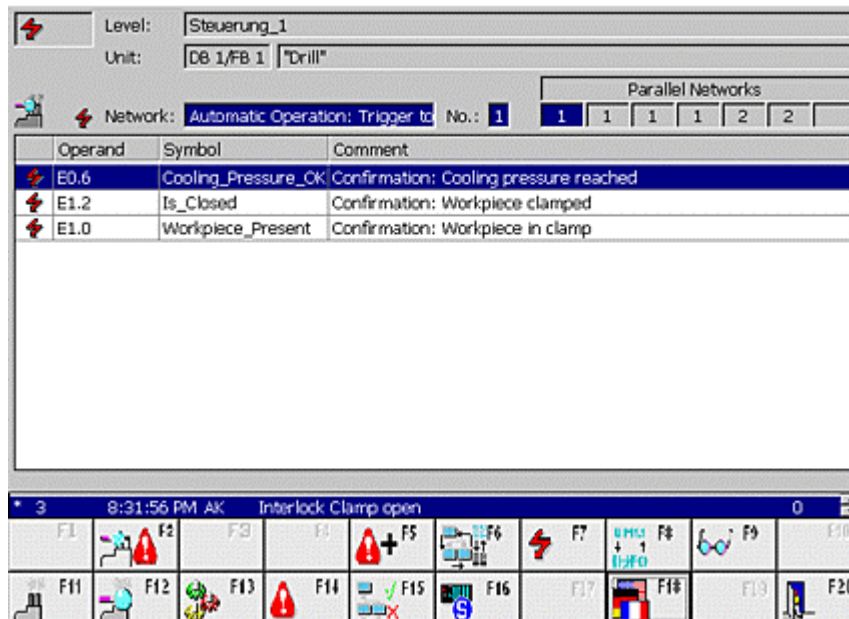 Level: Steuerung_1
Unit: DB 1/FB 1 "Drill"
Parallel Networks
Network: Automatic Operation: Trigger to No.: 1 1 1 1 1 2 2
Operand Symbol Comment
E0.6 Cooling_Pressure_OK Confirmation: Cooling pressure reached
E1.2 Is_Closed Confirmation: Workpiece clamped
E1.0 Workpiece_Present Confirmation: Workpiece in clamp
* 3 8:31:56 PM AK Interlock Clamp open 0
F1 F2 F3 F4 F5 F6 F7 F8 F9 F10
F11 F12 F13 F14 F15 F16 F17 F18 F19 F20